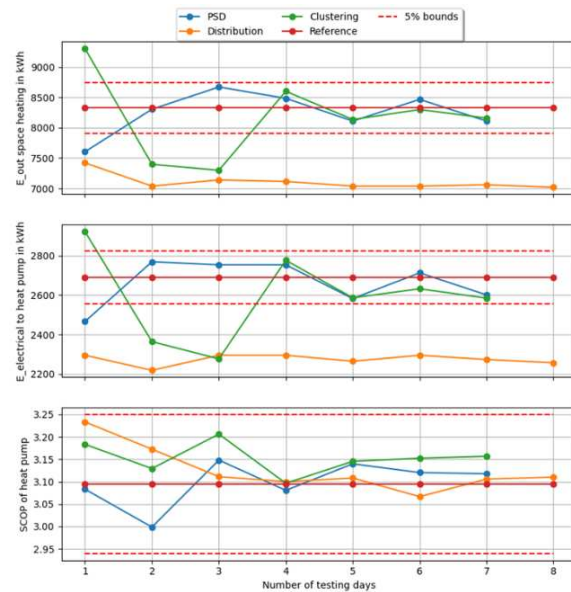 PSD
Clustering
5% bounds
Distribution
Reference
E_out space heating in kWh
9000
8500
8000
7500
7000
E_electrical to heat pump in kWh
2800
2600
2400
2200
SCOP of heat pump
3.25
3.20
3.15
3.10
3.05
3.00
2.95
1 2 3 4 5 6 7 8
Number of testing days